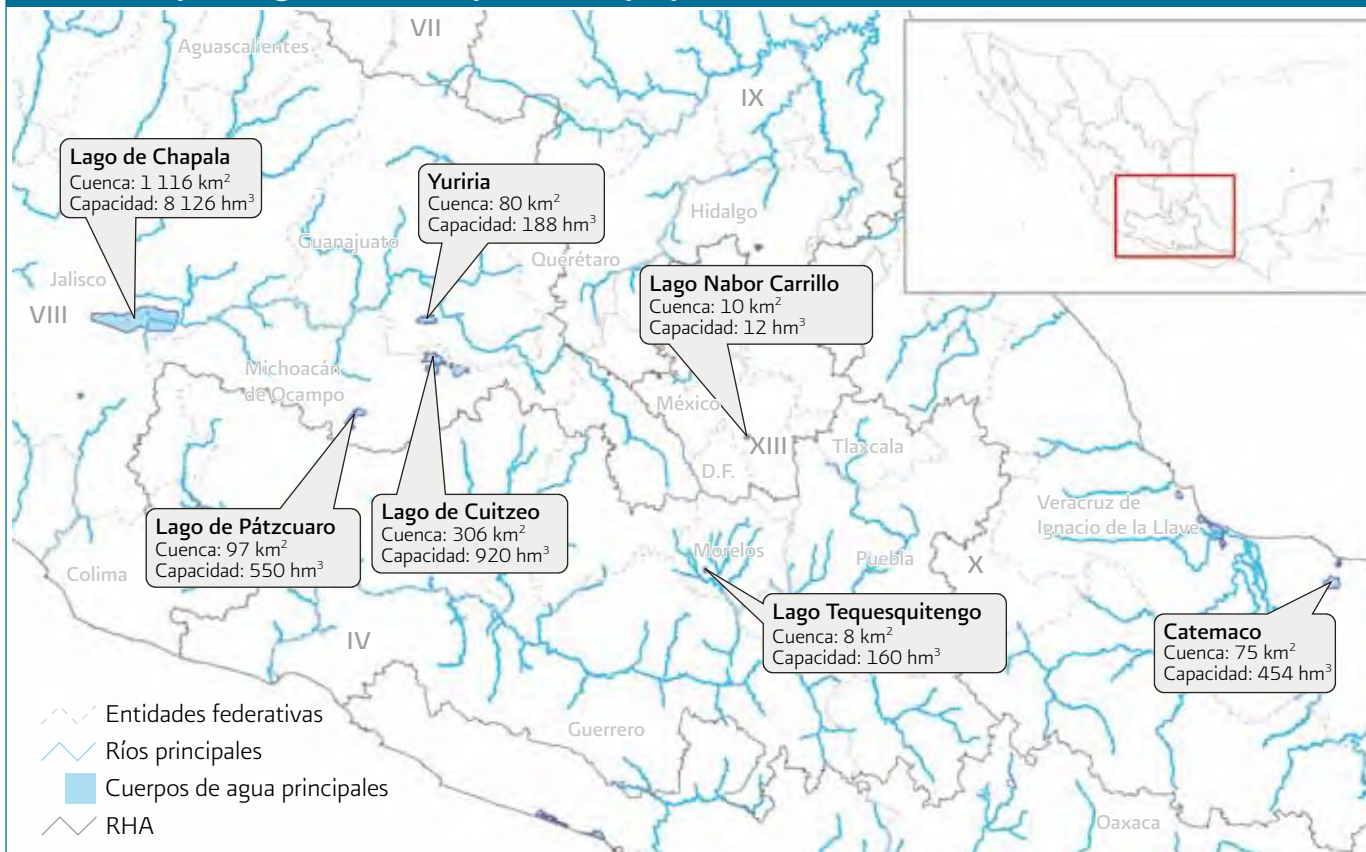 Aguascalientes
VII
IX
Lago de Chapala
Cuenca: 1 116 km²
Capacidad: 8 126 hm³
Yuriria
Cuenca: 80 km²
Capacidad: 188 hm³
Hidalgo
Guanajuato
Querétaro
Jalisco
VIII
Lago Nabor Carrillo
Cuenca: 10 km²
Capacidad: 12 hm³
Michoacán
de Ocampo
México
XIII
Tlaxcala
D.F.
Lago de Pátzcuaro
Cuenca: 97 km²
Capacidad: 550 hm³
Lago de Cuitzeo
Cuenca: 306 km²
Capacidad: 920 hm³
Veracruz de
Ignacio de la Llave
Colima
Morelos
Puebla
X
Lago Tequesquitengo
Cuenca: 8 km²
Capacidad: 160 hm³
Catemaco
Cuenca: 75 km²
Capacidad: 454 hm³
IV
Guerrero
Oaxaca
Entidades federativas
Ríos principales
Cuerpos de agua principales
RHA